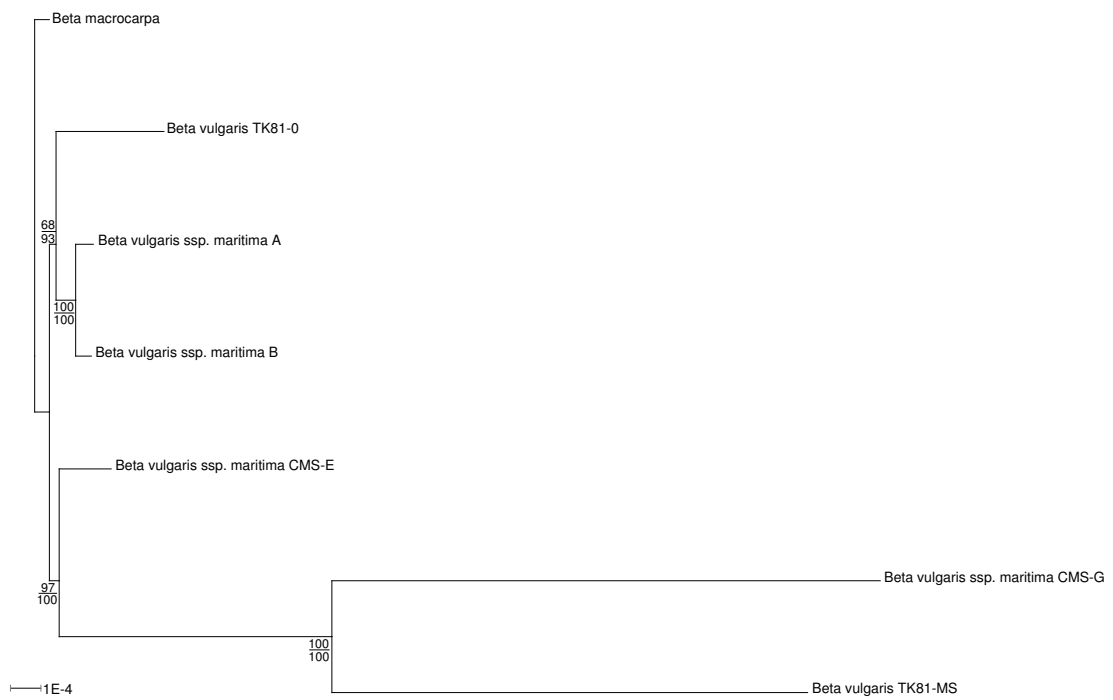 Beta macrocarpa
Beta vulgaris TK81-0
68
93
Beta vulgaris ssp. maritima A
100
100
Beta vulgaris ssp. maritima B
Beta vulgaris ssp. maritima CMS-E
97
100
Beta vulgaris ssp. maritima CMS-G
100
100
1E-4
Beta vulgaris TK81-MS